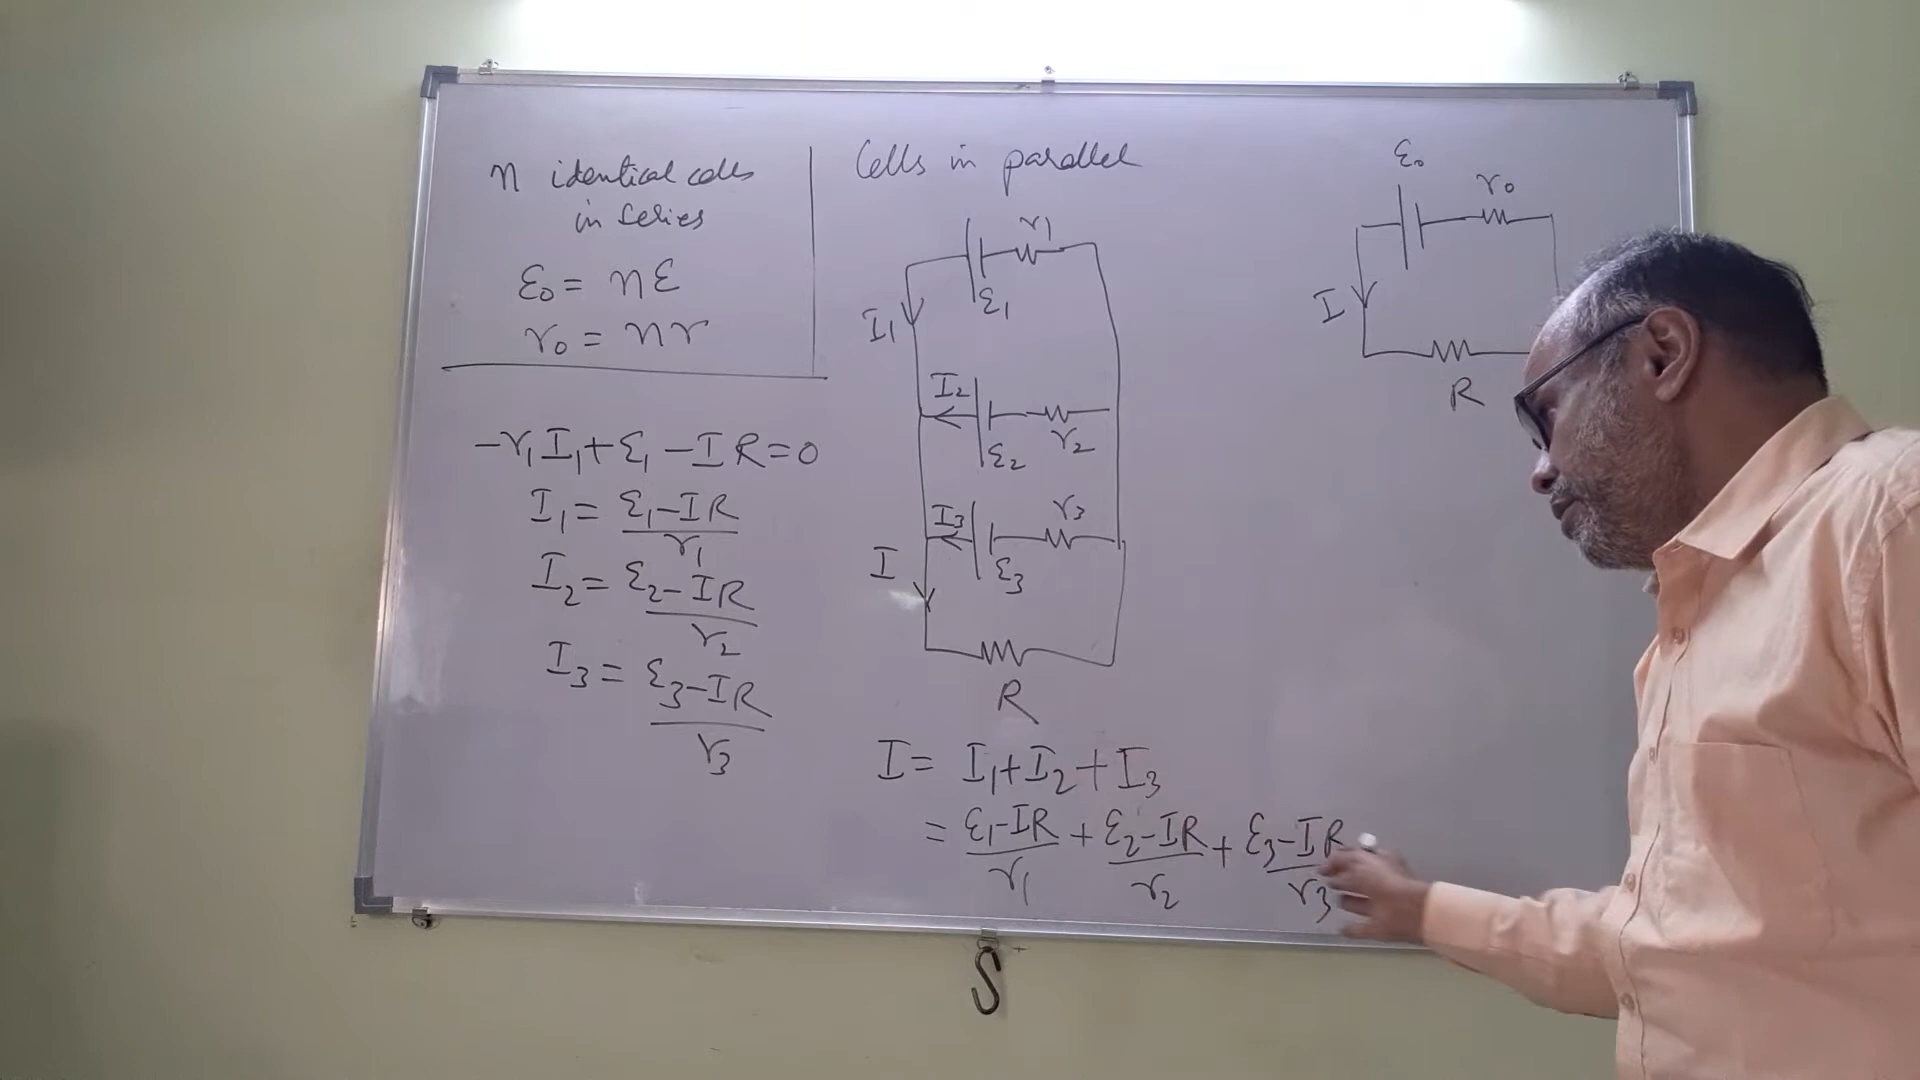 n identical cells
in series
ε₀ = nε
r₀ = nr
-r₁I₁+ε₁-IR=0
I₁ = ε₁-IR/r₁
I₂ = ε₂-IR/r₂
I₃ = ε₃-IR/r₃
Cells in parallel
r₁
ε₁
I₁
I₂
ε₂
r₂
I₃
r₃
ε₃
I
R
I = I₁+I₂+I₃
= ε₁-IR/r₁ + ε₂-IR/r₂ + ε₃-IR/r₃
ε₀
r₀
I
R